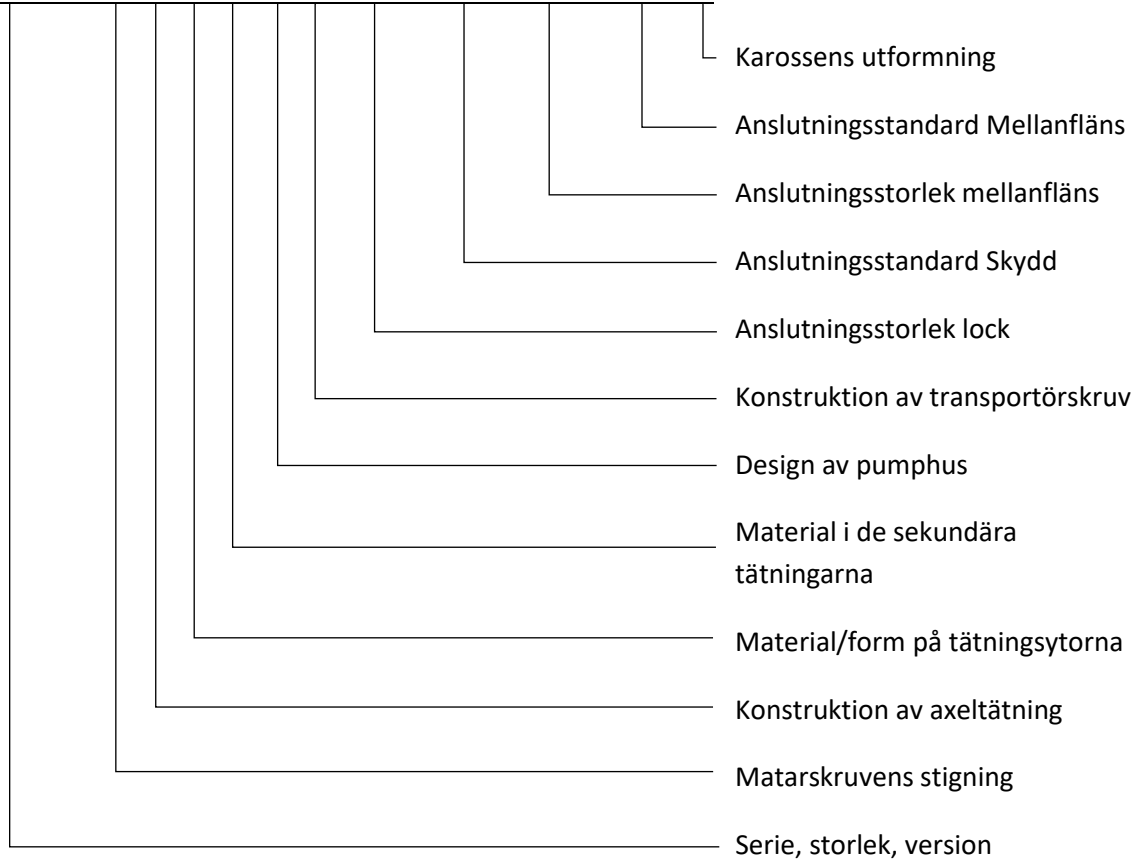 Karossens utformning
Anslutningsstandard Mellanfläns
Anslutningsstorlek mellanfläns
Anslutningsstandard Skydd
Anslutningsstorlek lock
Konstruktion av transportörskruv
Design av pumphus
Material i de sekundära
tätningarna
Material/form på tätningsytorna
Konstruktion av axeltätning
Matarskruvens stigning
Serie, storlek, version